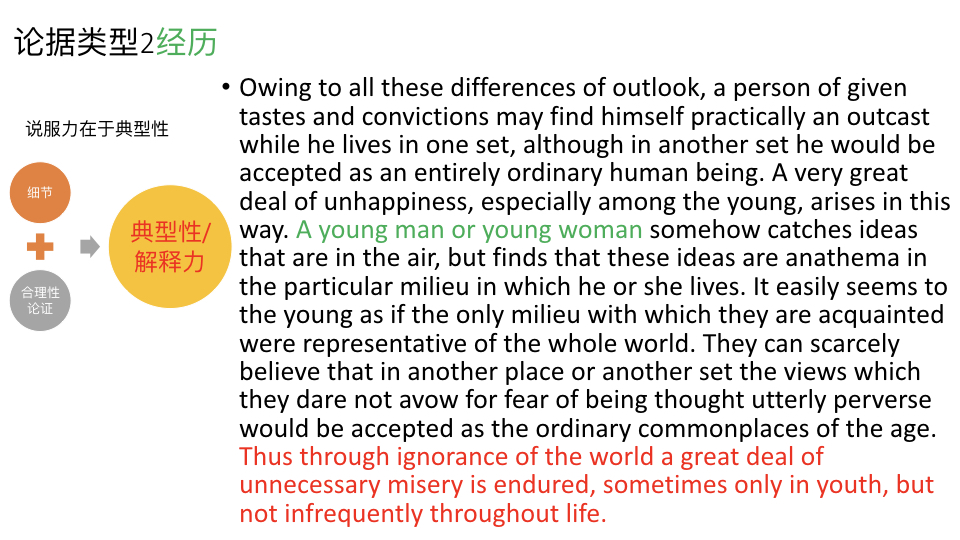 论据类型2经历
说服力在于典型性
细节
合理性
论证
典型性/
解释力
• Owing to all these differences of outlook, a person of given
tastes and convictions may find himself practically an outcast
while he lives in one set, although in another set he would be
accepted as an entirely ordinary human being. A very great
deal of unhappiness, especially among the young, arises in this
way. A young man or young woman somehow catches ideas
that are in the air, but finds that these ideas are anathema in
the particular milieu in which he or she lives. It easily seems to
the young as if the only milieu with which they are acquainted
were representative of the whole world. They can scarcely
believe that in another place or another set the views which
they dare not avow for fear of being thought utterly perverse
would be accepted as the ordinary commonplaces of the age.
Thus through ignorance of the world a great deal of
unnecessary misery is endured, sometimes only in youth, but
not infrequently throughout life.